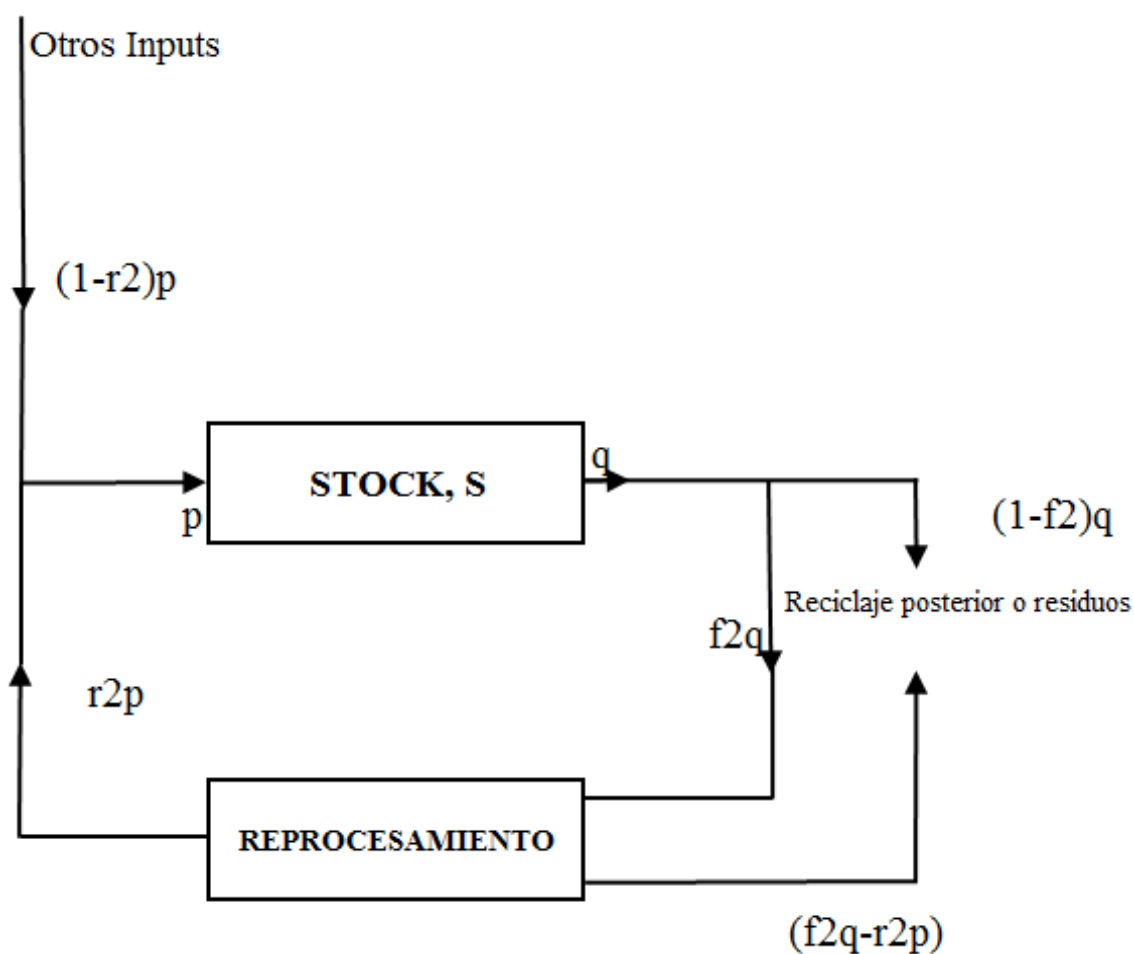 Otros Inputs
(1-r2)p
STOCK, S
p
q
(1-f2)q
Reciclaje posterior o residuos
f2q
r2p
REPROCESAMIENTO
(f2q-r2p)